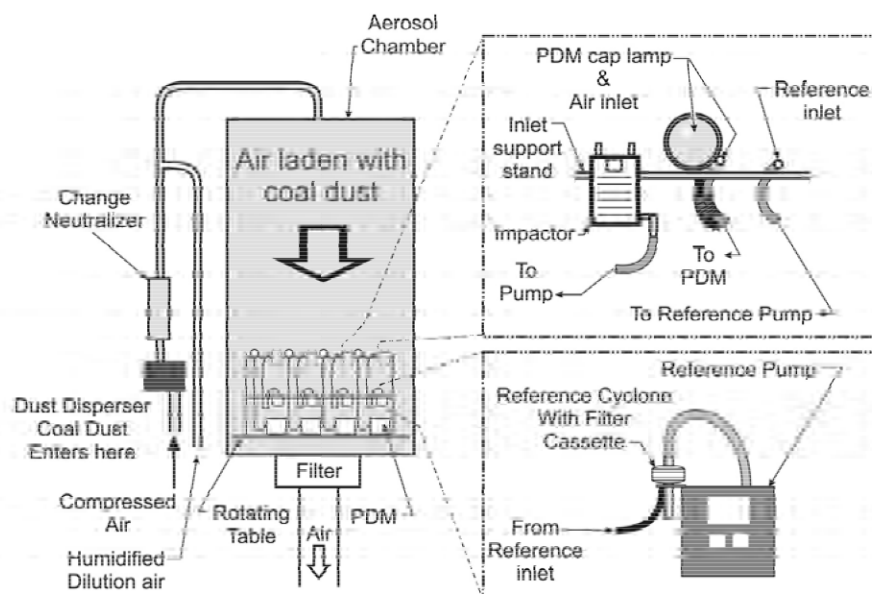 Aerosol
Chamber
Air laden with
coal dust
Change
Neutralizer
Dust Disperser
Coal Dust
Enters here
Compressed
Air
Humidified
Dilution air
Rotating
Table
Filter
Air
PDM
PDM cap lamp
&
Air inlet
Reference
inlet
Inlet
support
stand
Impactor
To
Pump
To
PDM
To Reference Pump
Reference Pump
Reference Cyclone
With Filter
Cassette
From
Reference
inlet